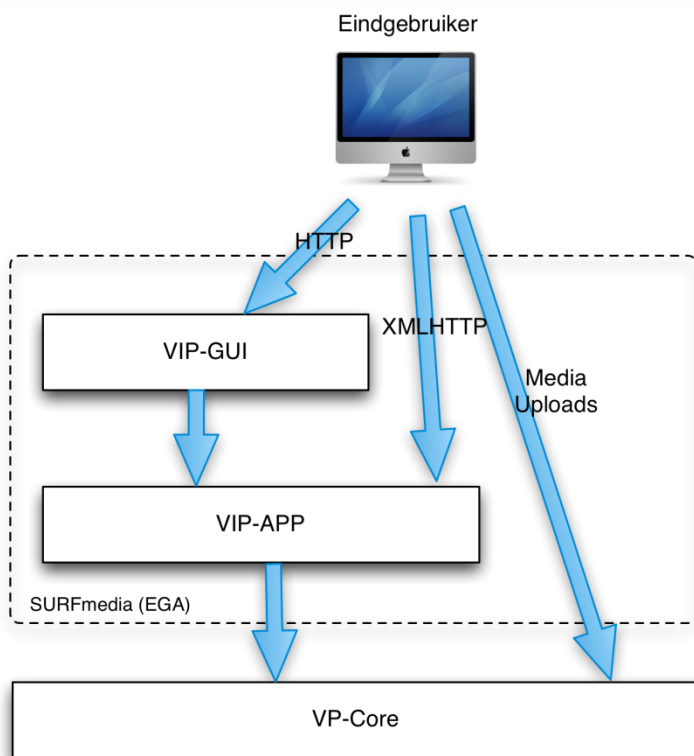 Eindgebruiker
HTTP
XMLHTTP
VIP-GUI
Media
Uploads
VIP-APP
SURFmedia (EGA)
VP-Core